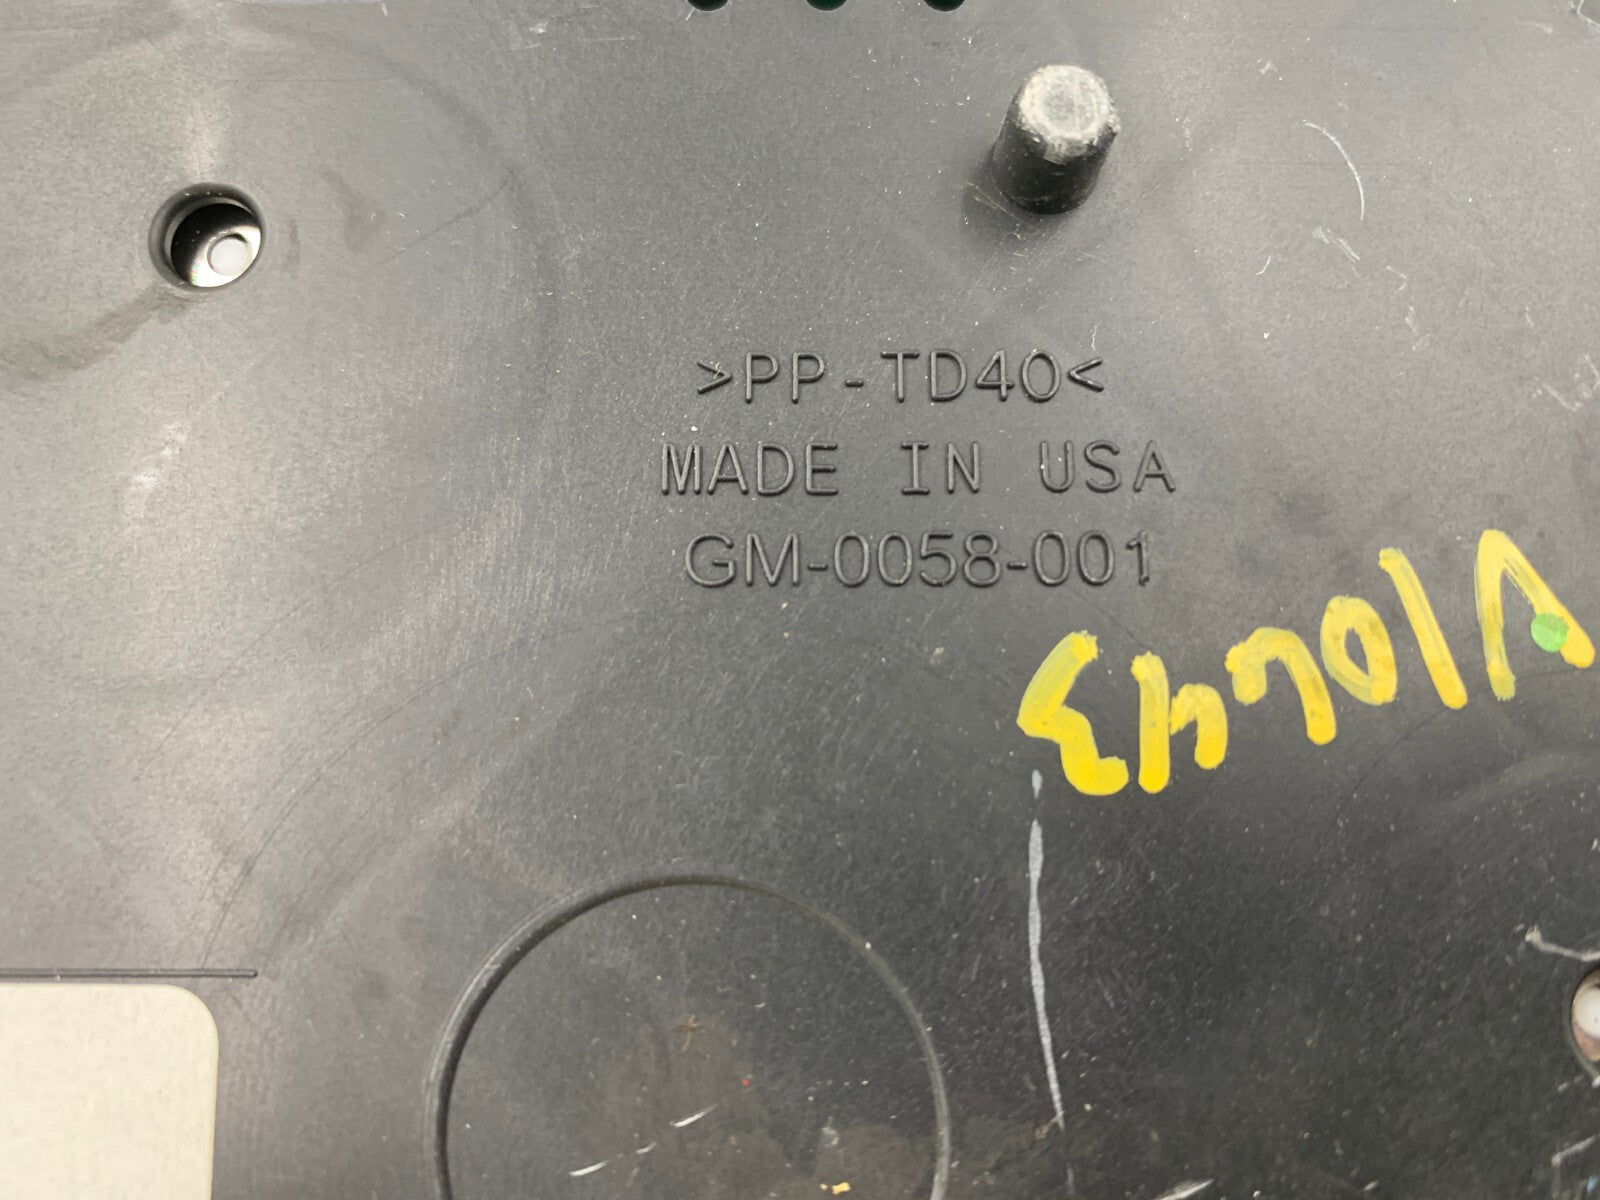 >PP-TD40<
MADE IN USA
GM-0058-001